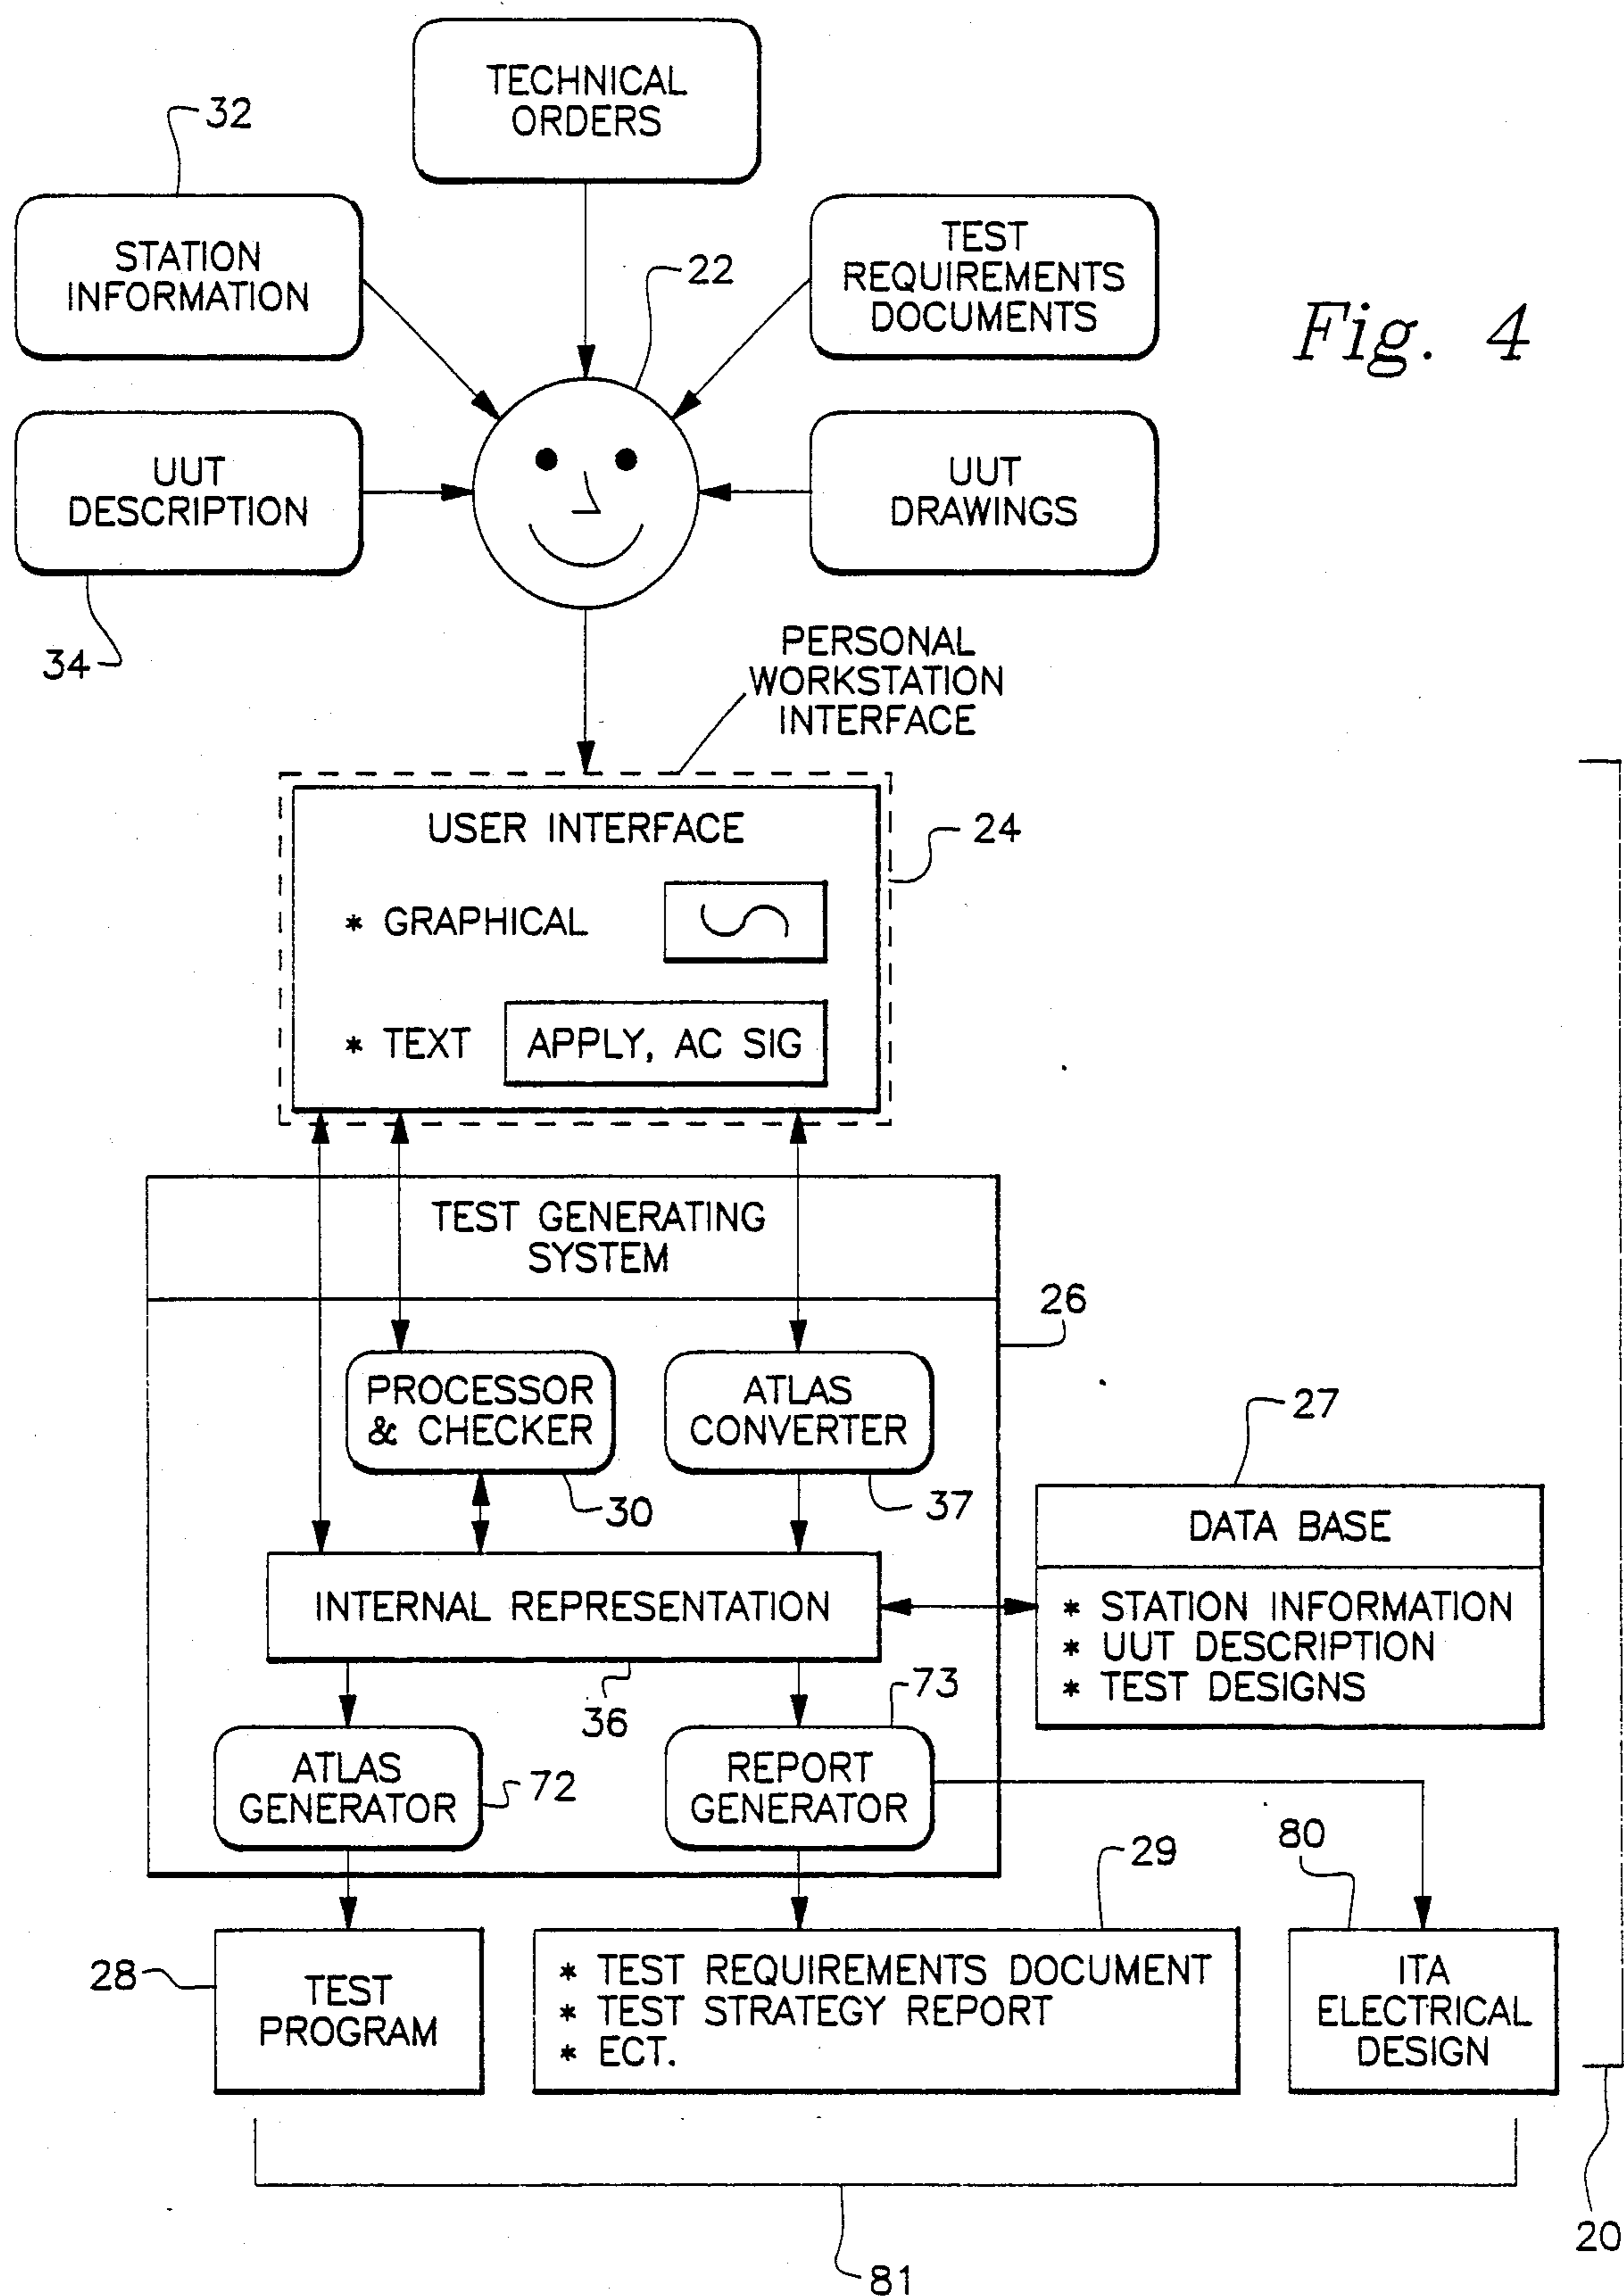 TECHNICAL
ORDERS
32
STATION
INFORMATION
22
TEST
REQUIREMENTS
DOCUMENTS
Fig. 4
UUT
DESCRIPTION
UUT
DRAWINGS
34
PERSONAL
WORKSTATION
INTERFACE
USER INTERFACE
24
* GRAPHICAL
* TEXT
APPLY, AC SIG
TEST GENERATING
SYSTEM
26
PROCESSOR
& CHECKER
ATLAS
CONVERTER
27
30
37
DATA BASE
INTERNAL REPRESENTATION
* STATION INFORMATION
* UUT DESCRIPTION
* TEST DESIGNS
36
73
ATLAS
GENERATOR
72
REPORT
GENERATOR
29
80
28
TEST
PROGRAM
* TEST REQUIREMENTS DOCUMENT
* TEST STRATEGY REPORT
* ECT.
ITA
ELECTRICAL
DESIGN
20
81